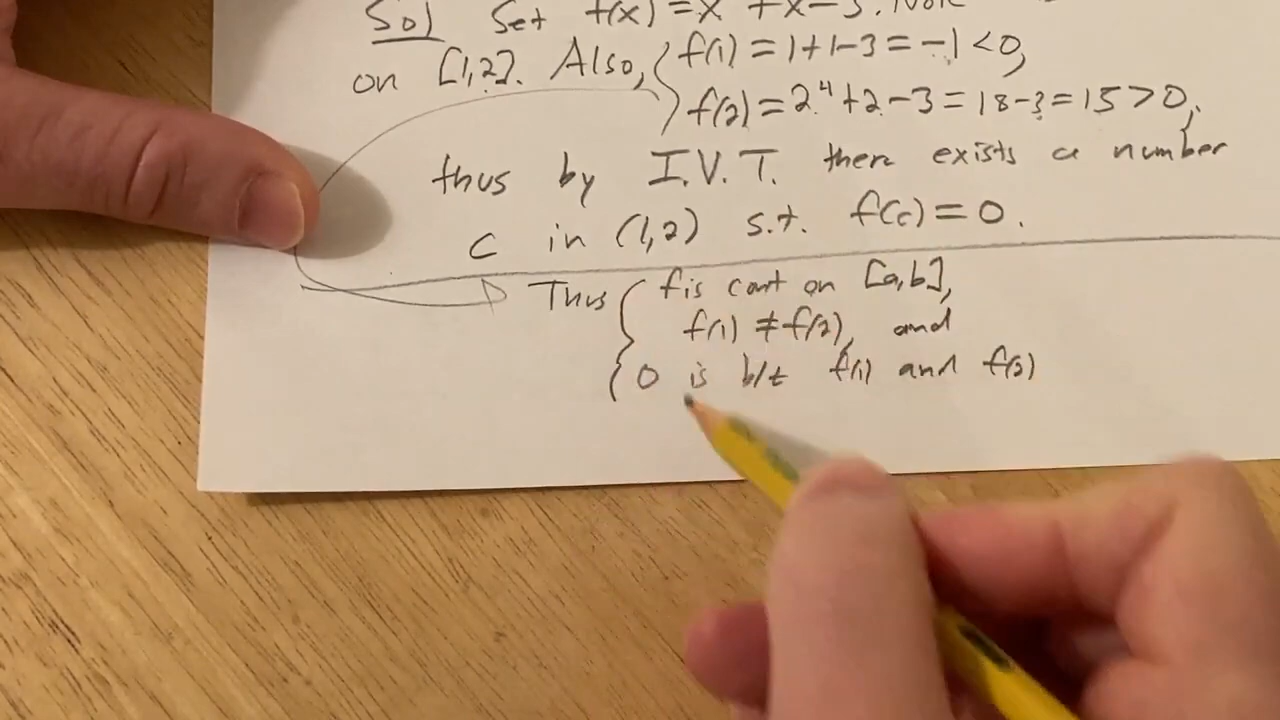 Sol Set f(x) = x + x - 3. Note
on [1,2]. Also, f(1) = 1+1-3 = -1 < 0,
f(2) = 2⁴+2-3 = 18-3 = 15 > 0,
thus by I.V.T. there exists a number
c in (1,2) s.t. f(c) = 0.
Thus f is cont on [a,b],
f(1) ≠ f(2), and
0 is b/t f(1) and f(2)